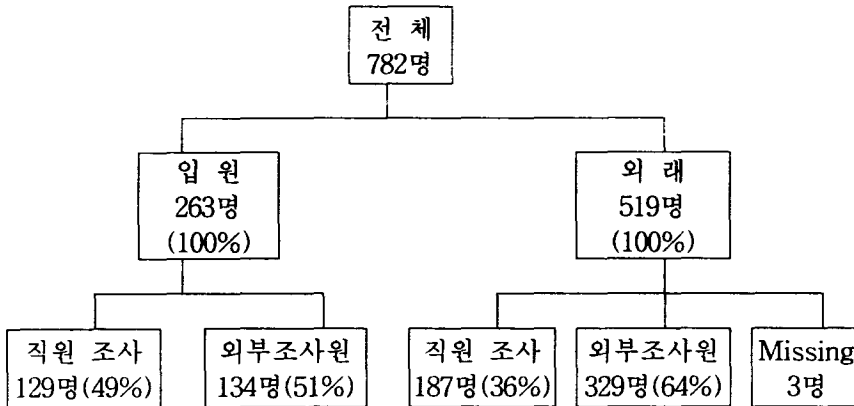 전 체
782명
입 원
263명
(100%)
외 래
519명
(100%)
직원 조사
129명(49%)
외부조사원
134명(51%)
직원 조사
187명(36%)
외부조사원
329명(64%)
Missing
3명